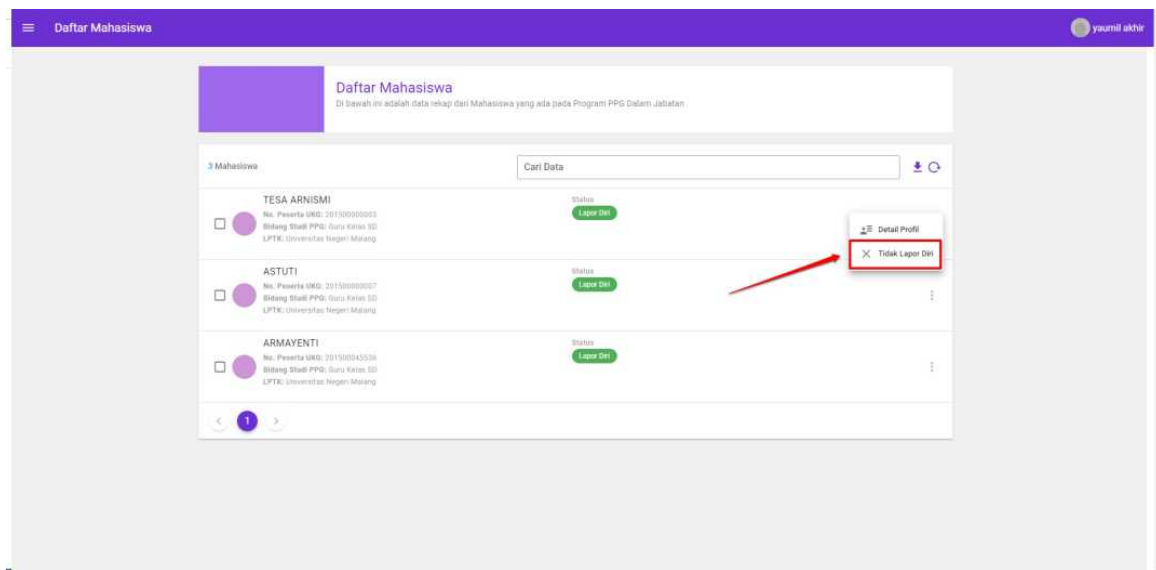 Daftar Mahasiswa
yaumil akhir
Daftar Mahasiswa
Di bawah ini adalah data rekap dari Mahasiswa yang ada pada Program PPG Dalam Jabatan
3 Mahasiswa
Cari Data
TESA ARNISMI
No. Peserta UKG: 201500000003
Bidang Studi PPG: Guru Kelas SD
LPTK: Universitas Negeri Malang
Status
Lapor Diri
Detail Profil
Tidak Lapor Diri
ASTUTI
No. Peserta UKG: 201500000007
Bidang Studi PPG: Guru Kelas SD
LPTK: Universitas Negeri Malang
Status
Lapor Diri
ARMAYENTI
No. Peserta UKG:
Bidang Studi PPG: Guru Kelas SD
LPTK: Universitas Negeri Malang
Status
Lapor Diri
1